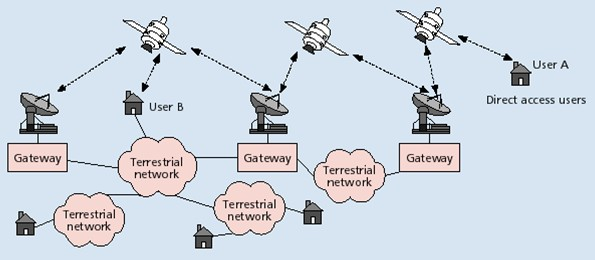 User A
User B
Direct access users
Gateway
Terrestrial
network
Gateway
Terrestrial
network
Gateway
Terrestrial
network
Terrestrial
network